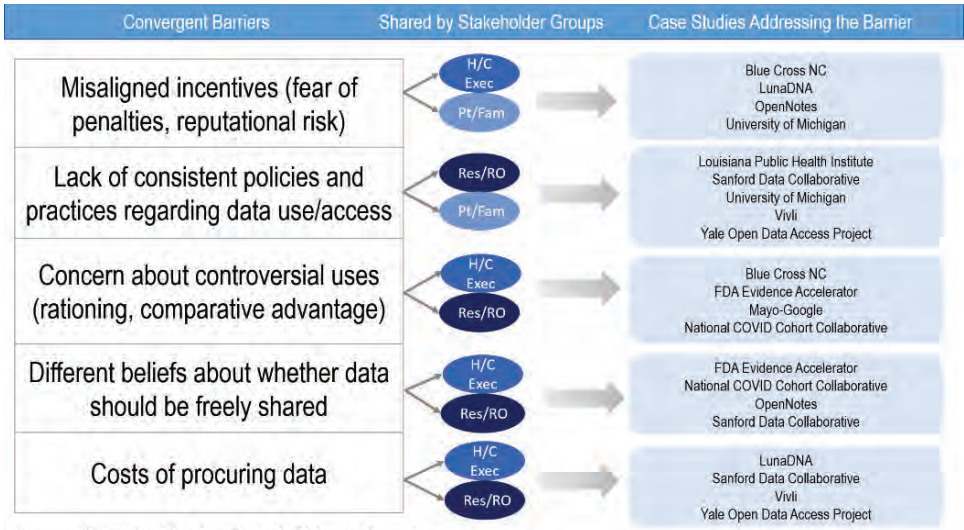 Convergent Barriers
Shared by Stakeholder Groups
Case Studies Addressing the Barrier
Misaligned incentives (fear of
penalties, reputational risk)
H/C
Exec
Pt/Fam
Blue Cross NC
LunaDNA
OpenNotes
University of Michigan
Lack of consistent policies and
practices regarding data use/access
Res/RO
Pt/Fam
Louisiana Public Health Institute
Sanford Data Collaborative
University of Michigan
Vivli
Yale Open Data Access Project
Concern about controversial uses
(rationing, comparative advantage)
H/C
Exec
Res/RO
Blue Cross NC
FDA Evidence Accelerator
Mayo-Google
National COVID Cohort Collaborative
Different beliefs about whether data
should be freely shared
H/C
Exec
Res/RO
FDA Evidence Accelerator
National COVID Cohort Collaborative
OpenNotes
Sanford Data Collaborative
Costs of procuring data
H/C
Exec
Res/RO
LunaDNA
Sanford Data Collaborative
Vivli
Yale Open Data Access Project